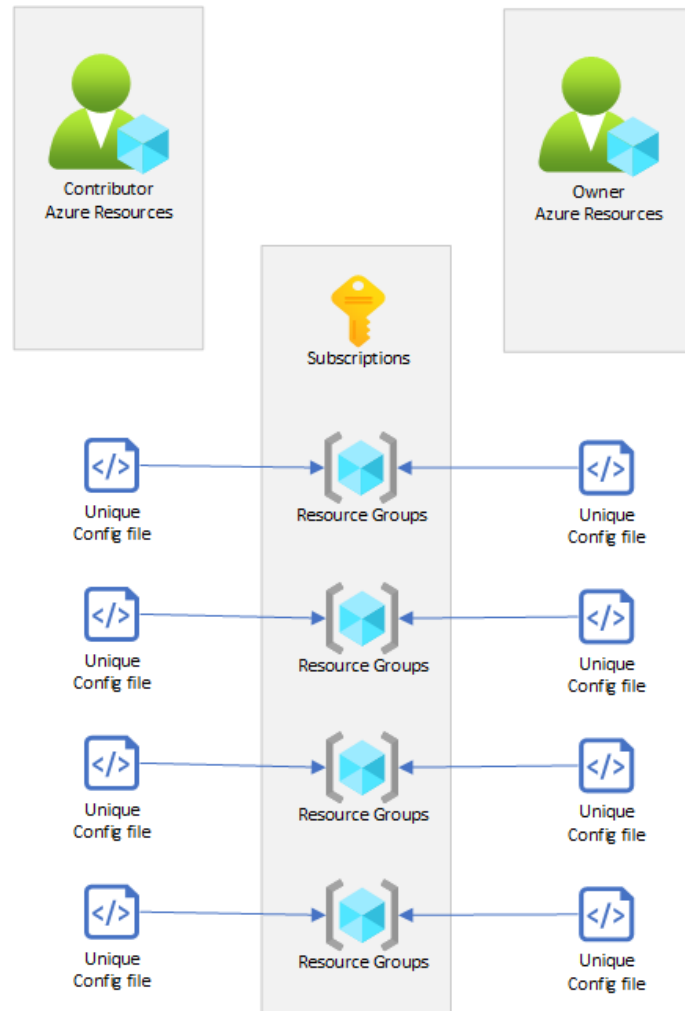 Contributor
Azure Resources
Owner
Azure Resources
Subscriptions
</>
Unique
Config file
Resource Groups
</>
Unique
Config file
</>
Unique
Config file
Resource Groups
</>
Unique
Config file
</>
Unique
Config file
Resource Groups
</>
Unique
Config file
</>
Unique
Config file
Resource Groups
</>
Unique
Config file